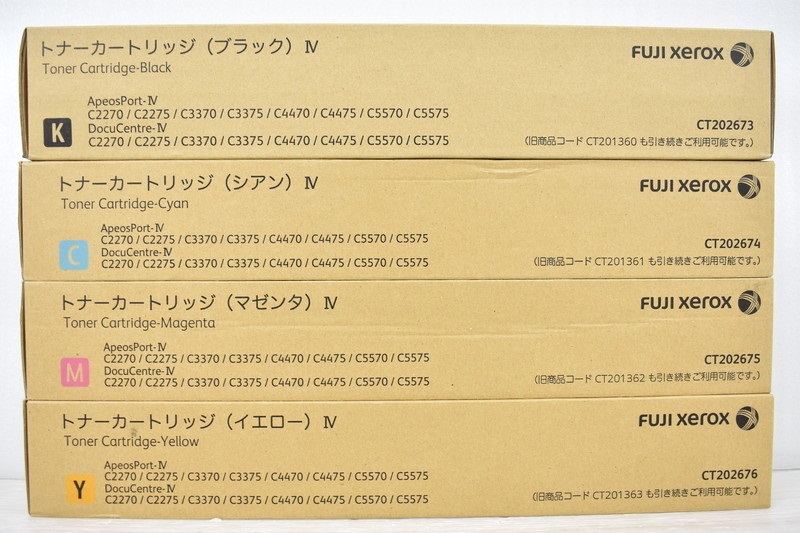 トナーカートリッジ（ブラック）Ⅳ
FUJI xerox
Toner Cartridge-Black
K
ApeosPort-Ⅳ
C2270 / C2275 / C3370 / C3375 / C4470 / C4475 / C5570 / C5575
DocuCentre-Ⅳ
C2270 / C2275 / C3370 / C3375 / C4470 / C4475 / C5570 / C5575
CT202673
（旧商品コード CT201360 も引き続きご利用可能です。）
トナーカートリッジ（シアン）Ⅳ
FUJI xerox
Toner Cartridge-Cyan
C
ApeosPort-Ⅳ
C2270 / C2275 / C3370 / C3375 / C4470 / C4475 / C5570 / C5575
DocuCentre-Ⅳ
C2270 / C2275 / C3370 / C3375 / C4470 / C4475 / C5570 / C5575
CT202674
（旧商品コード CT201361 も引き続きご利用可能です。）
トナーカートリッジ（マゼンタ）Ⅳ
FUJI xerox
Toner Cartridge-Magenta
M
ApeosPort-Ⅳ
C2270 / C2275 / C3370 / C3375 / C4470 / C4475 / C5570 / C5575
DocuCentre-Ⅳ
C2270 / C2275 / C3370 / C3375 / C4470 / C4475 / C5570 / C5575
CT202675
（旧商品コード CT201362 も引き続きご利用可能です。）
トナーカートリッジ（イエロー）Ⅳ
FUJI xerox
Toner Cartridge-Yellow
Y
ApeosPort-Ⅳ
C2270 / C2275 / C3370 / C3375 / C4470 / C4475 / C5570 / C5575
DocuCentre-Ⅳ
C2270 / C2275 / C3370 / C3375 / C4470 / C4475 / C5570 / C5575
CT202676
（旧商品コード CT201363 も引き続きご利用可能です。）